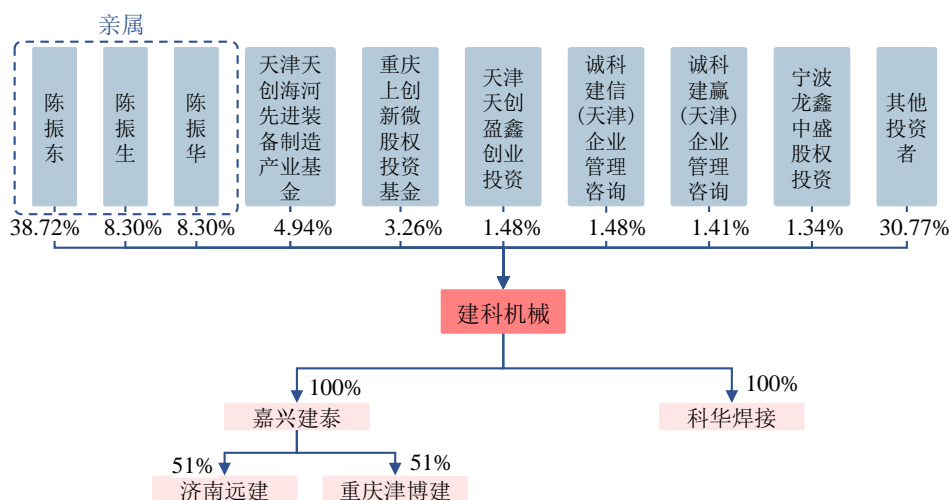 亲属
陈
振
东
陈
振
生
陈
振
华
天津天
创海河
先进装
备制造
产业基
金
重庆
上创
新微
股权
投资
基金
天津
天创
盈鑫
创业
投资
诚科
建信
(天津)
企业
管理
咨询
诚科
建赢
(天津)
企业
管理
咨询
宁波
龙鑫
中盛
股权
投资
其他
投资
者
38.72%
8.30%
8.30%
4.94%
3.26%
1.48%
1.48%
1.41%
1.34%
30.77%
建科机械
100%
100%
嘉兴建泰
科华焊接
51%
51%
济南远建
重庆津博建